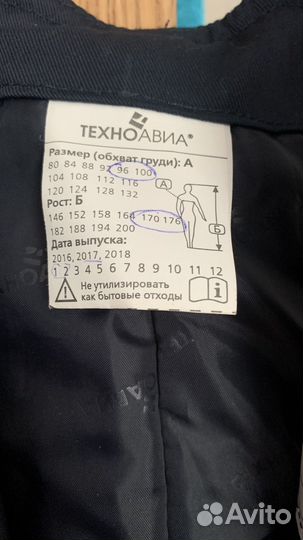 ТЕХНОАВИА®
Размер (обхват груди): А
80 84 88 92 96 100
104 108 112 116
120 124 128 132
Рост: Б
146 152 158 164 170 176
182 188 194 200
А
Б
Дата выпуска:
2016, 2017, 2018
1 2 3 4 5 6 7 8 9 10 11 12
Не утилизировать
как бытовые отходы
Avito